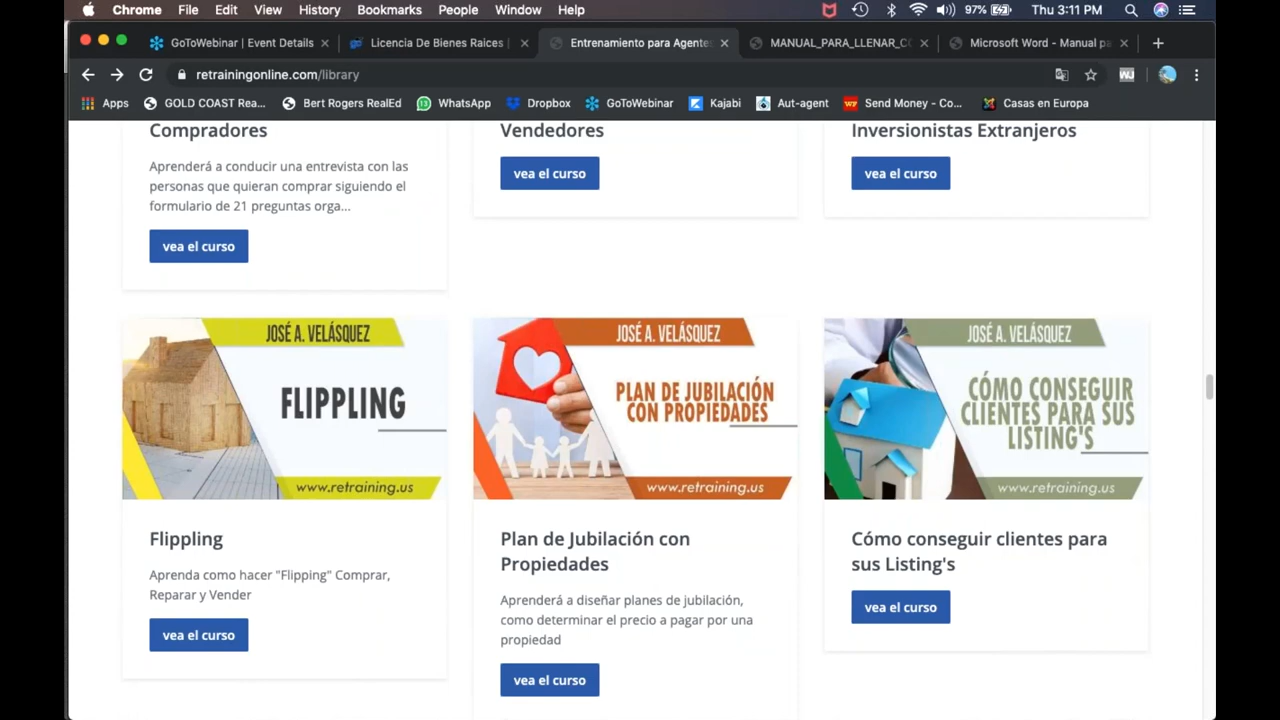 Chrome File Edit View History Bookmarks People Window Help 97% Thu 3:11 PM
GoToWebinar | Event Details
Licencia De Bienes Raices |
Entrenamiento para Agentes
MANUAL_PARA_LLENAR_CO
Microsoft Word - Manual pa
retrainingonline.com/library
Apps GOLD COAST Rea... Bert Rogers RealEd WhatsApp Dropbox GoToWebinar Kajabi Aut-agent Send Money - Co... Casas en Europa
Compradores
Aprenderá a conducir una entrevista con las
personas que quieran comprar siguiendo el
formulario de 21 preguntas orga...
vea el curso
Vendedores
vea el curso
Inversionistas Extranjeros
vea el curso
JOSÉ A. VELÁSQUEZ
FLIPPLING
www.retraining.us
Flippling
Aprenda como hacer "Flipping" Comprar,
Reparar y Vender
vea el curso
JOSÉ A. VELÁSQUEZ
PLAN DE JUBILACIÓN
CON PROPIEDADES
www.retraining.us
Plan de Jubilación con
Propiedades
Aprenderá a diseñar planes de jubilación,
como determinar el precio a pagar por una
propiedad
vea el curso
JOSÉ A. VELÁSQUEZ
CÓMO CONSEGUIR
CLIENTES PARA SUS
LISTING'S
www.retraining.us
Cómo conseguir clientes para
sus Listing's
vea el curso